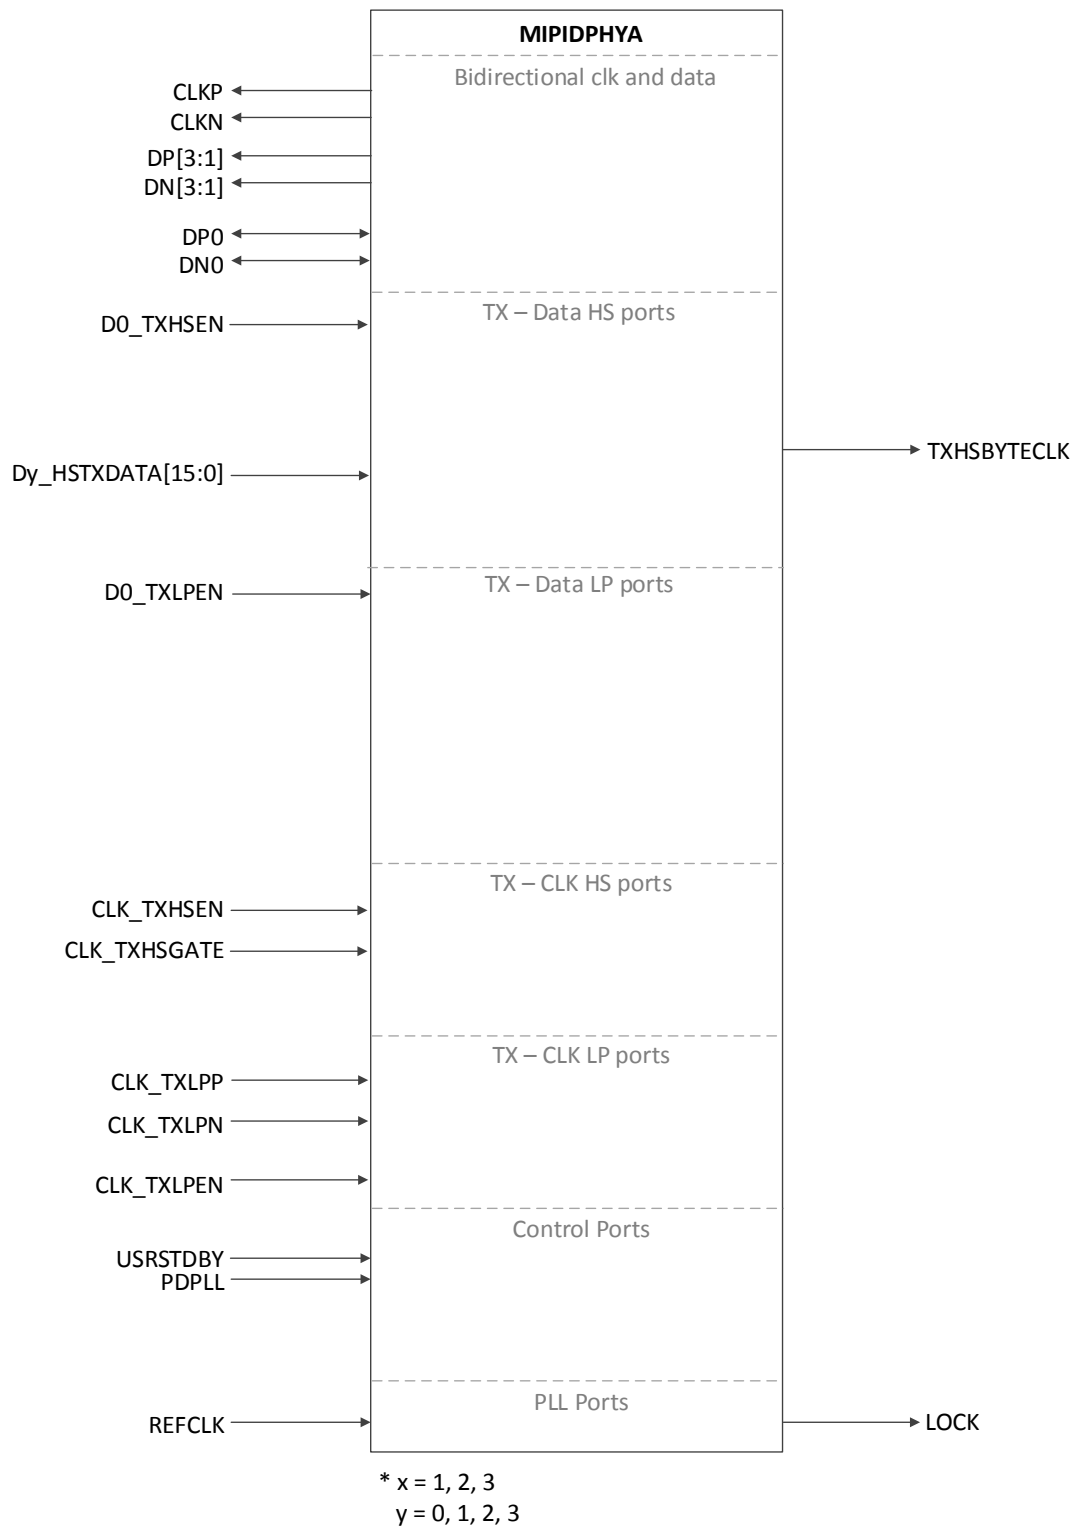 MIPIDPHYA
Bidirectional clk and data
CLKP
CLKN
DP[3:1]
DN[3:1]
DP0
DN0
TX – Data HS ports
D0_TXHSEN
TXHSBYTECLK
Dy_HSTXDATA[15:0]
TX – Data LP ports
D0_TXLPEN
TX – CLK HS ports
CLK_TXHSEN
CLK_TXHSGATE
TX – CLK LP ports
CLK_TXLPP
CLK_TXLPN
CLK_TXLPEN
Control Ports
USRSTDBY
PDPLL
PLL Ports
REFCLK
LOCK
* x = 1, 2, 3
y = 0, 1, 2, 3